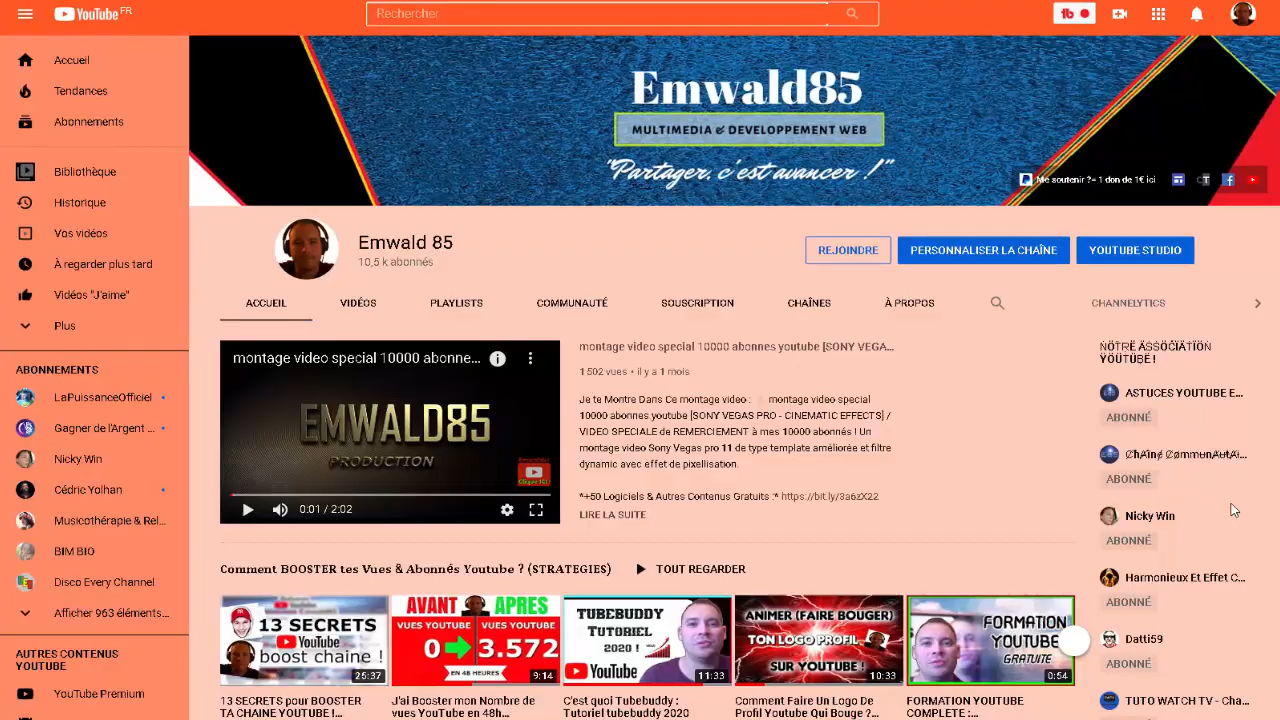 YouTube FR
Rechercher
Accueil
Tendances
Abonnements
Bibliothèque
Historique
Vos vidéos
À regarder plus tard
Vidéos "J'aime"
Plus
ABONNEMENTS
LaPuissanceOfficiel
Gagner de l'Argent ...
Nicky Win
Cédric Yolhan
Musicothérapie & Rel...
BIM BIO
Disco Every Channel
Afficher 963 éléments...
AUTRES CONTENUS
YOUTUBE
YouTube Premium
Emwald85
MULTIMEDIA & DEVELOPPEMENT WEB
"Partager, c'est avancer !"
Me soutenir ?= 1 don de 1€ ici
Emwald 85
10,5 k abonnés
REJOINDRE
PERSONNALISER LA CHAÎNE
YOUTUBE STUDIO
ACCUEIL
VIDÉOS
PLAYLISTS
COMMUNAUTÉ
SOUSCRIPTION
CHAÎNES
À PROPOS
CHANNELYTICS
montage video special 10000 abonne...
EMWALD85
PRODUCTION
0:01 / 2:02
montage video special 10000 abonnes youtube [SONY VEGA...
1 502 vues • il y a 1 mois
Je te Montre Dans Ce montage video : montage video special
10000 abonnes youtube [SONY VEGAS PRO - CINEMATIC EFFECTS] /
VIDEO SPECIALE de REMERCIEMENT à mes 10000 abonnés ! Un
montage video Sony Vegas pro 11 de type template améliorée et filtre
dynamic avec effet de pixellisation.
*+50 Logiciels & Autres Contenus Gratuits :* https://bit.ly/3a6zX22
LIRE LA SUITE
Comment BOOSTER tes Vues & Abonnés Youtube ? (STRATEGIES)
TOUT REGARDER
13 SECRETS
YouTube
boost chaine !
25:37
13 SECRETS pour BOOSTER
TA CHAINE YOUTUBE !...
AVANT APRES
VUES YOUTUBE VUES YOUTUBE
0 3.572
EN 48 HEURES
9:14
J'ai Booster mon Nombre de
vues YouTube en 48h...
TUBEBUDDY
TUTORIEL
2020 !
YouTube
11:33
C'est quoi Tubebuddy :
Tutoriel tubebuddy 2020
ANIMER (FAIRE BOUGER)
TON LOGO PROFIL
SUR YOUTUBE !
10:33
Comment Faire Un Logo De
Profil Youtube Qui Bouge ?...
FORMATION
YOUTUBE
GRATUITE
0:54
FORMATION YOUTUBE
COMPLETE :...
ÑÖTRË ÄSSÖĊÏÄTÏÖÑ
ŸÖÜTÜBË !
ASTUCES YOUTUBE E...
ABONNÉ
ABONNÉ
Nicky Win
ABONNÉ
Harmonieux Et Effet C...
ABONNÉ
Datti59
ABONNÉ
TUTO WATCH TV - Cha...